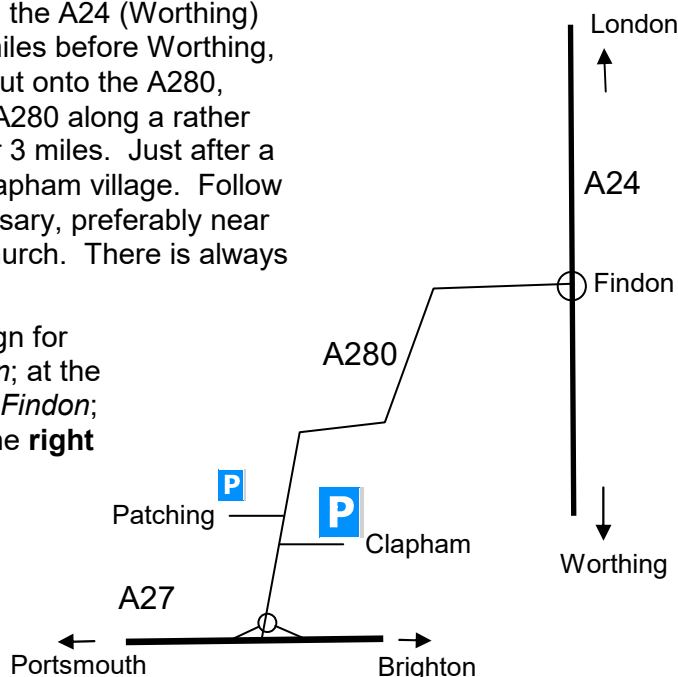 the A24 (Worthing)
miles before Worthing,
ut onto the A280,
A280 along a rather
3 miles. Just after a
apham village. Follow
sary, preferably near
urch. There is always
gn for
n; at the
Findon;
ne right
London
A24
Findon
A280
P
Patching
P
Clapham
Worthing
A27
Portsmouth
Brighton